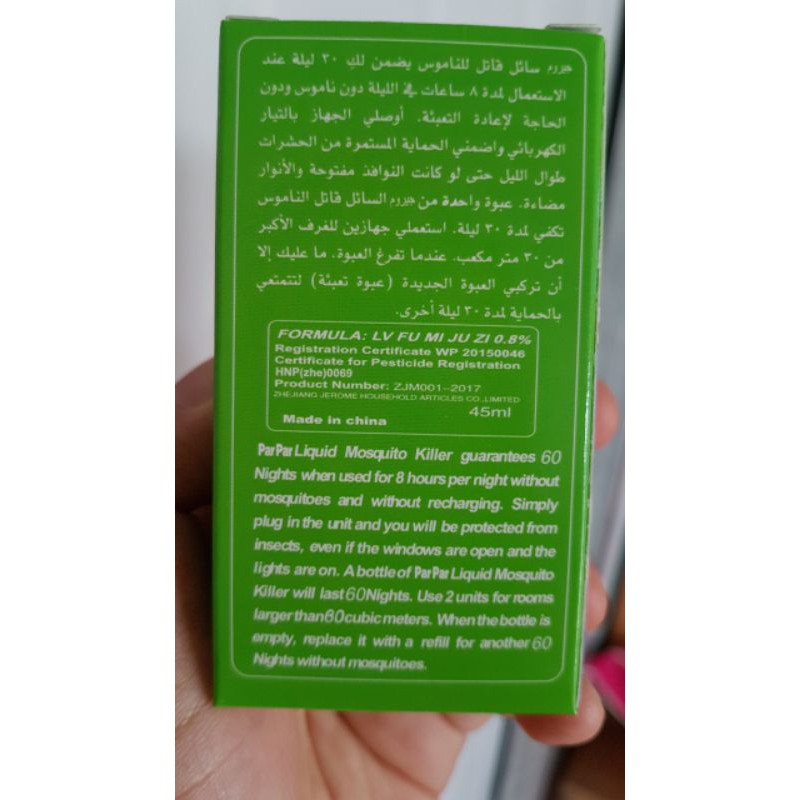 جيروم سائل قاتل للناموس يضمن لكِ ٣٠ ليلة عند
الاستعمال لمدة ٨ ساعات في الليلة دون ناموس ودون
الحاجة لإعادة التعبئة. أوصلي الجهاز بالتيار
الكهربائي واضمني الحماية المستمرة من الحشرات
طوال الليل حتى لو كانت النوافذ مفتوحة والأنوار
مضاءة. عبوة واحدة من جيروم السائل قاتل الناموس
تكفي لمدة ٣٠ ليلة. استعملي جهازين للغرف الأكبر
من ٣٠ متر مكعب. عندما تفرغ العبوة. ما عليك إلا
أن تركبي العبوة الجديدة (عبوة تعبئة) لتتمتعي
بالحماية لمدة ٣٠ ليلة أخرى.
FORMULA: LV FU MI JU ZI 0.8%
Registration Certificate WP 20150046
Certificate for Pesticide Registration
HNP(zhe)0069
Product Number: ZJM001--2017
ZHEJIANG JEROME HOUSEHOLD ARTICLES CO.,LIMITED
45ml
Made in china
ParPar Liquid Mosquito Killer guarantees 60
Nights when used for 8 hours per night without
mosquitoes and without recharging. Simply
plug in the unit and you will be protected from
insects, even if the windows are open and the
lights are on. A bottle of ParPar Liquid Mosquito
Killer will last 60 Nights. Use 2 units for rooms
larger than 60 cubic meters. When the bottle is
empty, replace it with a refill for another 60
Nights without mosquitoes.